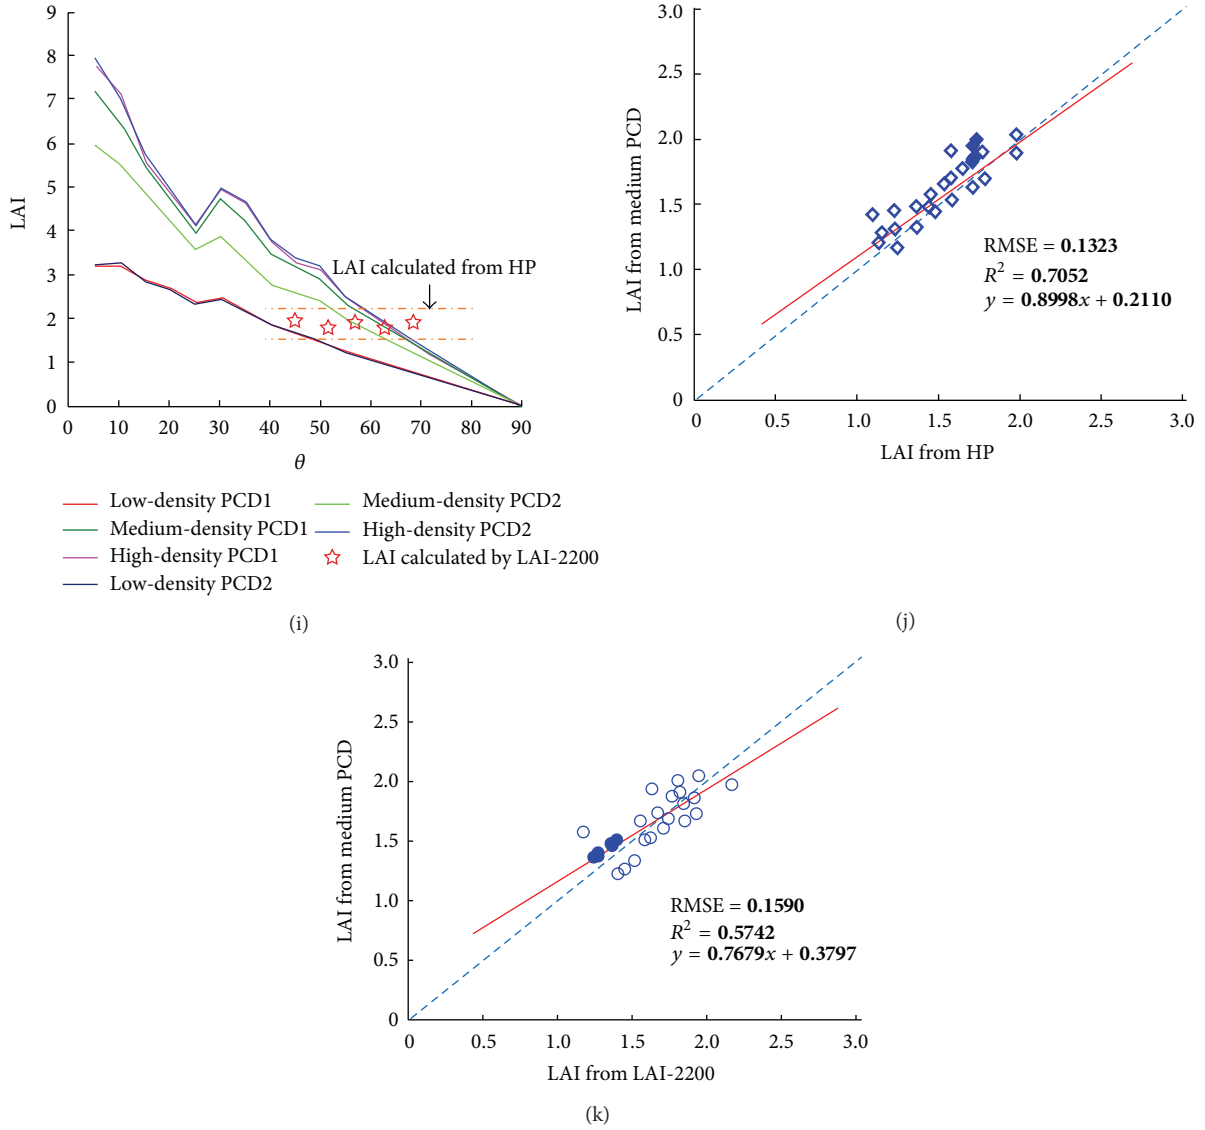 9
8
7
6
5
4
3
2
1
0
LAI
LAI calculated from HP
0 10 20 30 40 50 60 70 80 90
θ
Low-density PCD1
Medium-density PCD1
High-density PCD1
Low-density PCD2
Medium-density PCD2
High-density PCD2
LAI calculated by LAI-2200
(i)
3.0
2.5
2.0
1.5
1.0
0.5
0
LAI from medium PCD
RMSE = 0.1323
R² = 0.7052
y = 0.8998x + 0.2110
0 0.5 1.0 1.5 2.0 2.5 3.0
LAI from HP
(j)
3.0
2.5
2.0
1.5
1.0
0.5
0
LAI from medium PCD
RMSE = 0.1590
R² = 0.5742
y = 0.7679x + 0.3797
0 0.5 1.0 1.5 2.0 2.5 3.0
LAI from LAI-2200
(k)